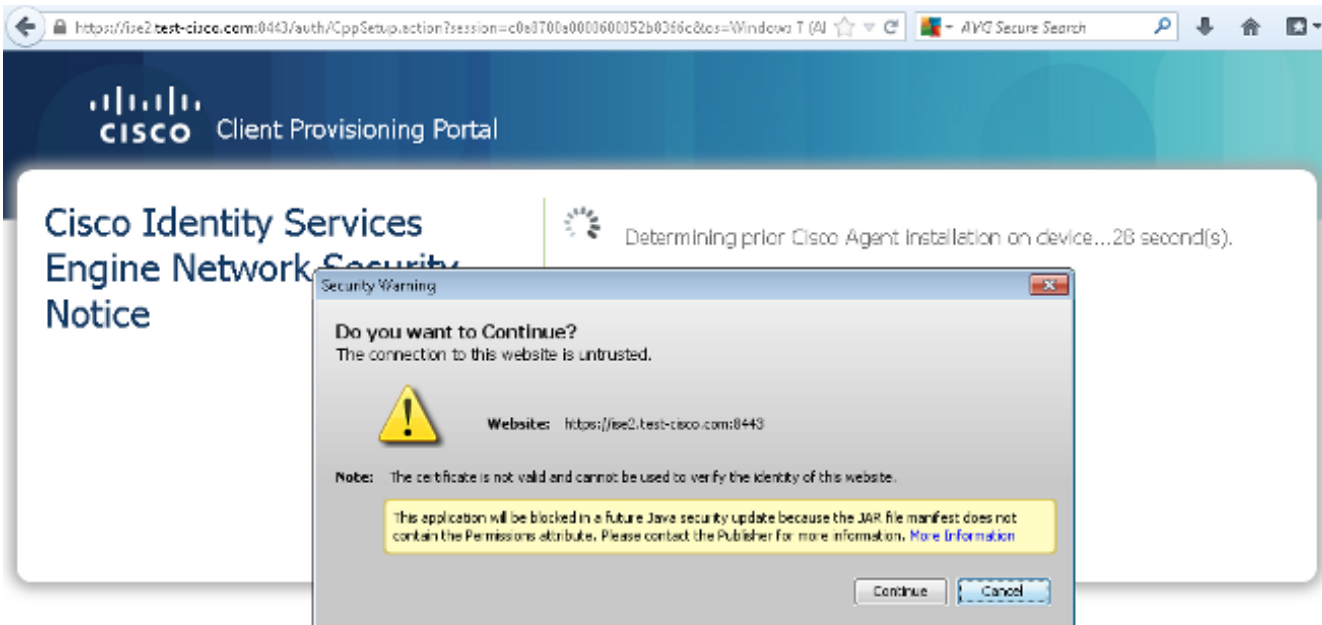 https://ise2.test-cisco.com:8443/auth/CppSetup.action?session=c0a8700a0000600052b8366c&os=Windows 7 (Al
AVG Secure Search
CISCO Client Provisioning Portal
Cisco Identity Services
Engine Network Security
Notice
Determining prior Cisco Agent installation on device...28 second(s).
Security Warning
Do you want to Continue?
The connection to this website is untrusted.
Website: https://ise2.test-cisco.com:8443
Note: The certificate is not valid and cannot be used to verify the identity of this website.
This application will be blocked in a future Java security update because the JAR file manifest does not
contain the Permissions attribute. Please contact the Publisher for more information. More Information
Continue Cancel